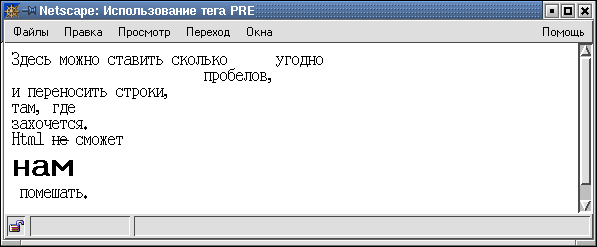 Netscape: Использование тега PRE
Файлы Правка Просмотр Переход Окна Помощь
Здесь можно ставить сколько      угодно
                        пробелов,
и переносить строки,
там, где
захочется.
Html не сможет
нам
 помешать.